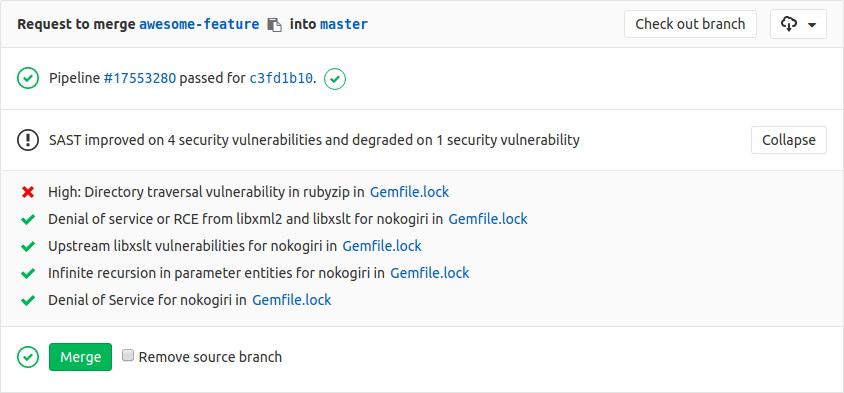 Request to merge awesome-feature into master Check out branch
Pipeline #17553280 passed for c3fd1b10.
SAST improved on 4 security vulnerabilities and degraded on 1 security vulnerability Collapse
High: Directory traversal vulnerability in rubyzip in Gemfile.lock
Denial of service or RCE from libxml2 and libxslt for nokogiri in Gemfile.lock
Upstream libxslt vulnerabilities for nokogiri in Gemfile.lock
Infinite recursion in parameter entities for nokogiri in Gemfile.lock
Denial of Service for nokogiri in Gemfile.lock
Merge Remove source branch